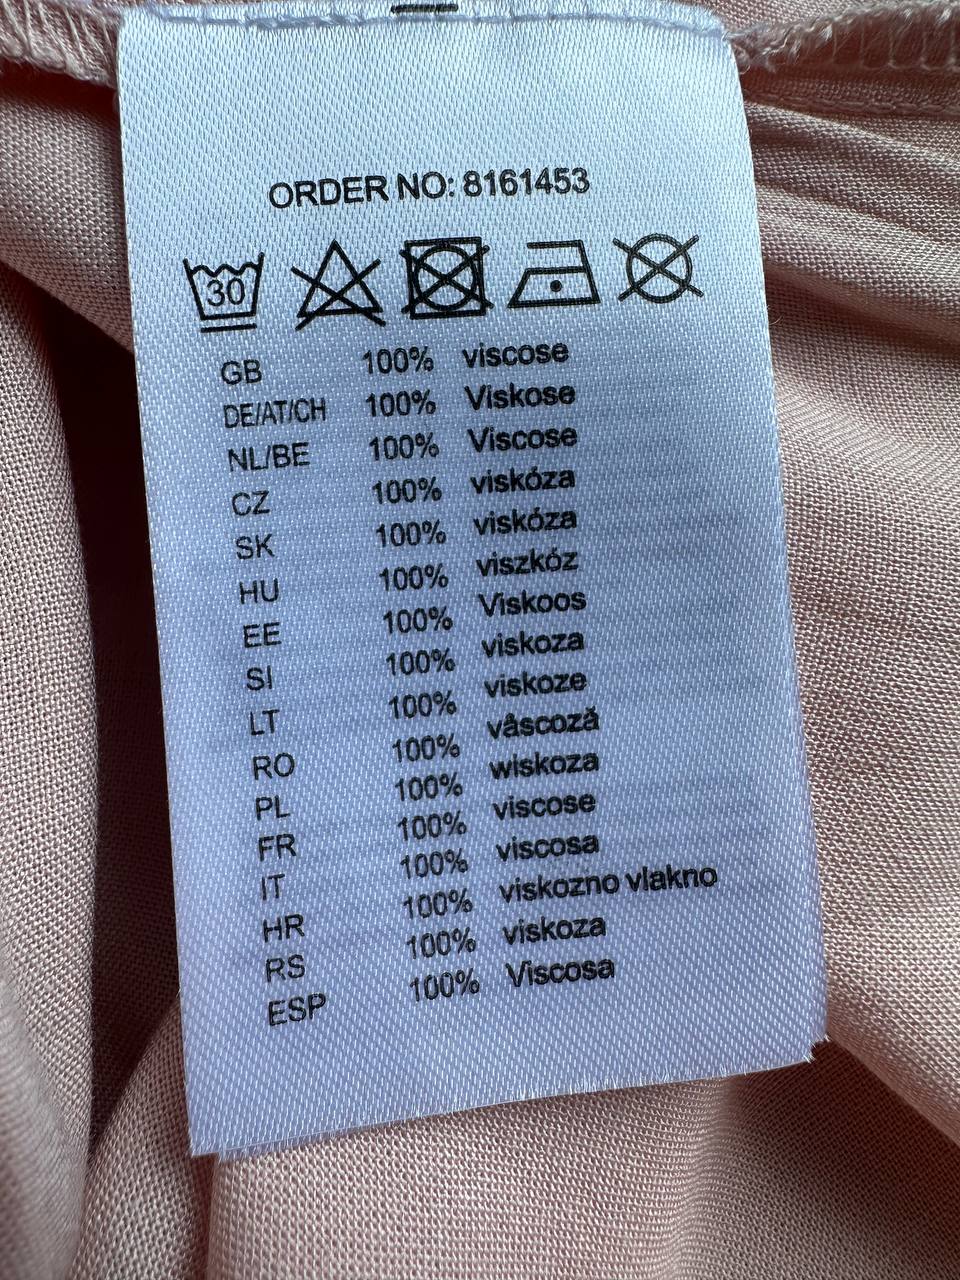 ORDER NO: 8161453
30
GB 100% viscose
DE/AT/CH 100% Viskose
NL/BE 100% Viscose
CZ 100% viskóza
SK 100% viskóza
HU 100% viszkóz
EE 100% Viskoos
SI 100% viskoza
LT 100% viskoze
RO 100% vâscoză
PL 100% wiskoza
FR 100% viscose
IT 100% viscosa
HR 100% viskozno vlakno
RS 100% viskoza
ESP 100% Viscosa